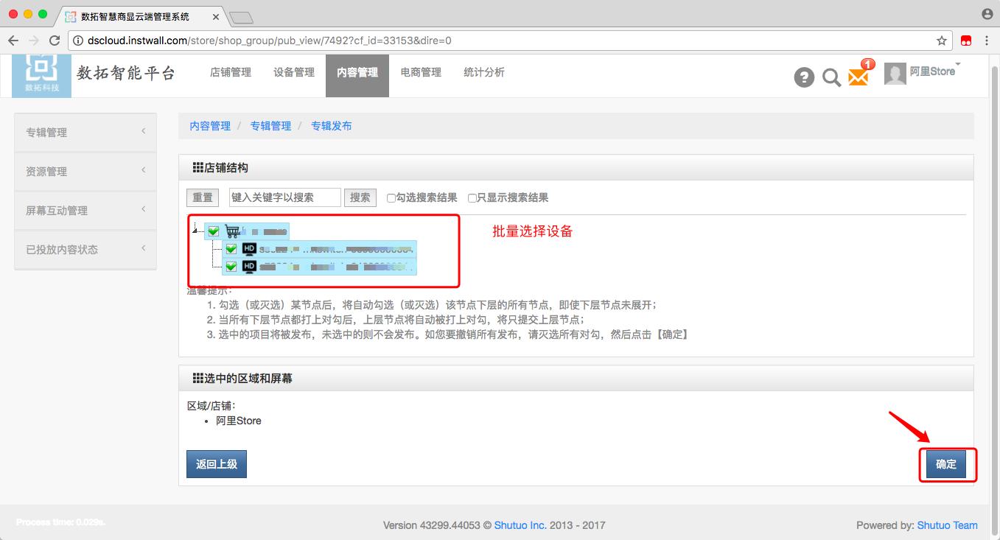 数拓智慧商显云端管理系统
dscloud.instwall.com/store/shop_group/pub_view/7492?cf_id=33153&dire=0
数拓科技
数拓智能平台
店铺管理
设备管理
内容管理
电商管理
统计分析
1
阿里Store
专辑管理
资源管理
屏幕互动管理
已投放内容状态
内容管理 / 专辑管理 / 专辑发布
店铺结构
重置
键入关键字以搜索
搜索
勾选搜索结果
只显示搜索结果
批量选择设备
HD
HD
温馨提示:
1. 勾选（或灭选）某节点后，将自动勾选（或灭选）该节点下层的所有节点，即使下层节点未展开；
2. 当所有下层节点都打上对勾后，上层节点将自动被打上对勾，将只提交上层节点；
3. 选中的项目将被发布，未选中的则不会发布。如您要撤销所有发布，请灭选所有对勾，然后点击【确定】
选中的区域和屏幕
区域/店铺：
• 阿里Store
返回上级
确定
Process time: 0.029s.
Version 43299.44053 © Shutuo Inc. 2013 - 2017
Powered by: Shutuo Team